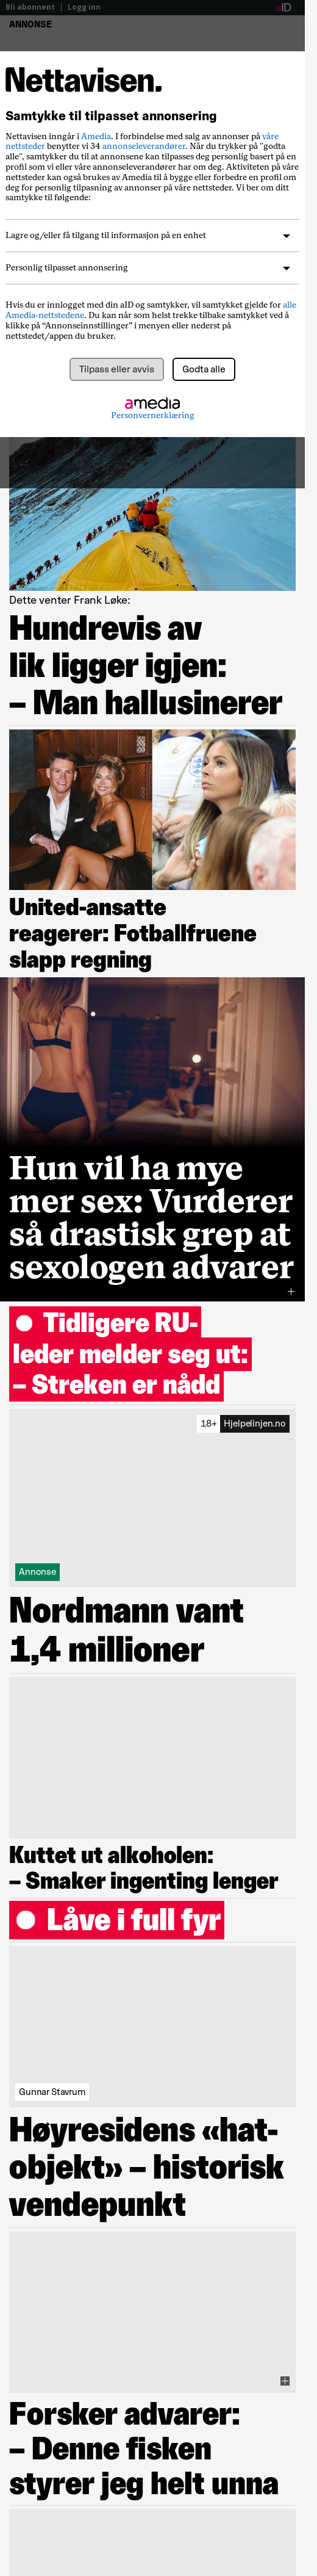 Bli abonnent | Logg inn
aID
ANNONSE
Nettavisen.
Samtykke til tilpasset annonsering
Nettavisen inngår i Amedia. I forbindelse med salg av annonser på våre
nettsteder benytter vi 34 annonseleverandører. Når du trykker på "godta
alle", samtykker du til at annonsene kan tilpasses deg personlig basert på en
profil som vi eller våre annonseleverandører har om deg. Aktiviteten på våre
nettsteder kan også brukes av Amedia til å bygge eller forbedre en profil om
deg for personlig tilpasning av annonser på våre nettsteder. Vi ber om ditt
samtykke til følgende:
Lagre og/eller få tilgang til informasjon på en enhet
Personlig tilpasset annonsering
Hvis du er innlogget med din aID og samtykker, vil samtykket gjelde for alle
Amedia-nettstedene. Du kan når som helst trekke tilbake samtykket ved å
klikke på “Annonseinnstillinger” i menyen eller nederst på
nettstedet/appen du bruker.
Tilpass eller avvis
Godta alle
amedia
Personvernerklæring
Dette venter Frank Løke:
Hundrevis av
lik ligger igjen:
– Man hallusinerer
United-ansatte
reagerer: Fotballfruene
slapp regning
Hun vil ha mye
mer sex: Vurderer
så drastisk grep at
sexologen advarer
Tidligere RU-
leder melder seg ut:
– Streken er nådd
18+ Hjelpelinjen.no
Annonse
Nordmann vant
1,4 millioner
Kuttet ut alkoholen:
– Smaker ingenting lenger
Låve i full fyr
Gunnar Stavrum
Høyresidens «hat-
objekt» – historisk
vendepunkt
Forsker advarer:
– Denne fisken
styrer jeg helt unna